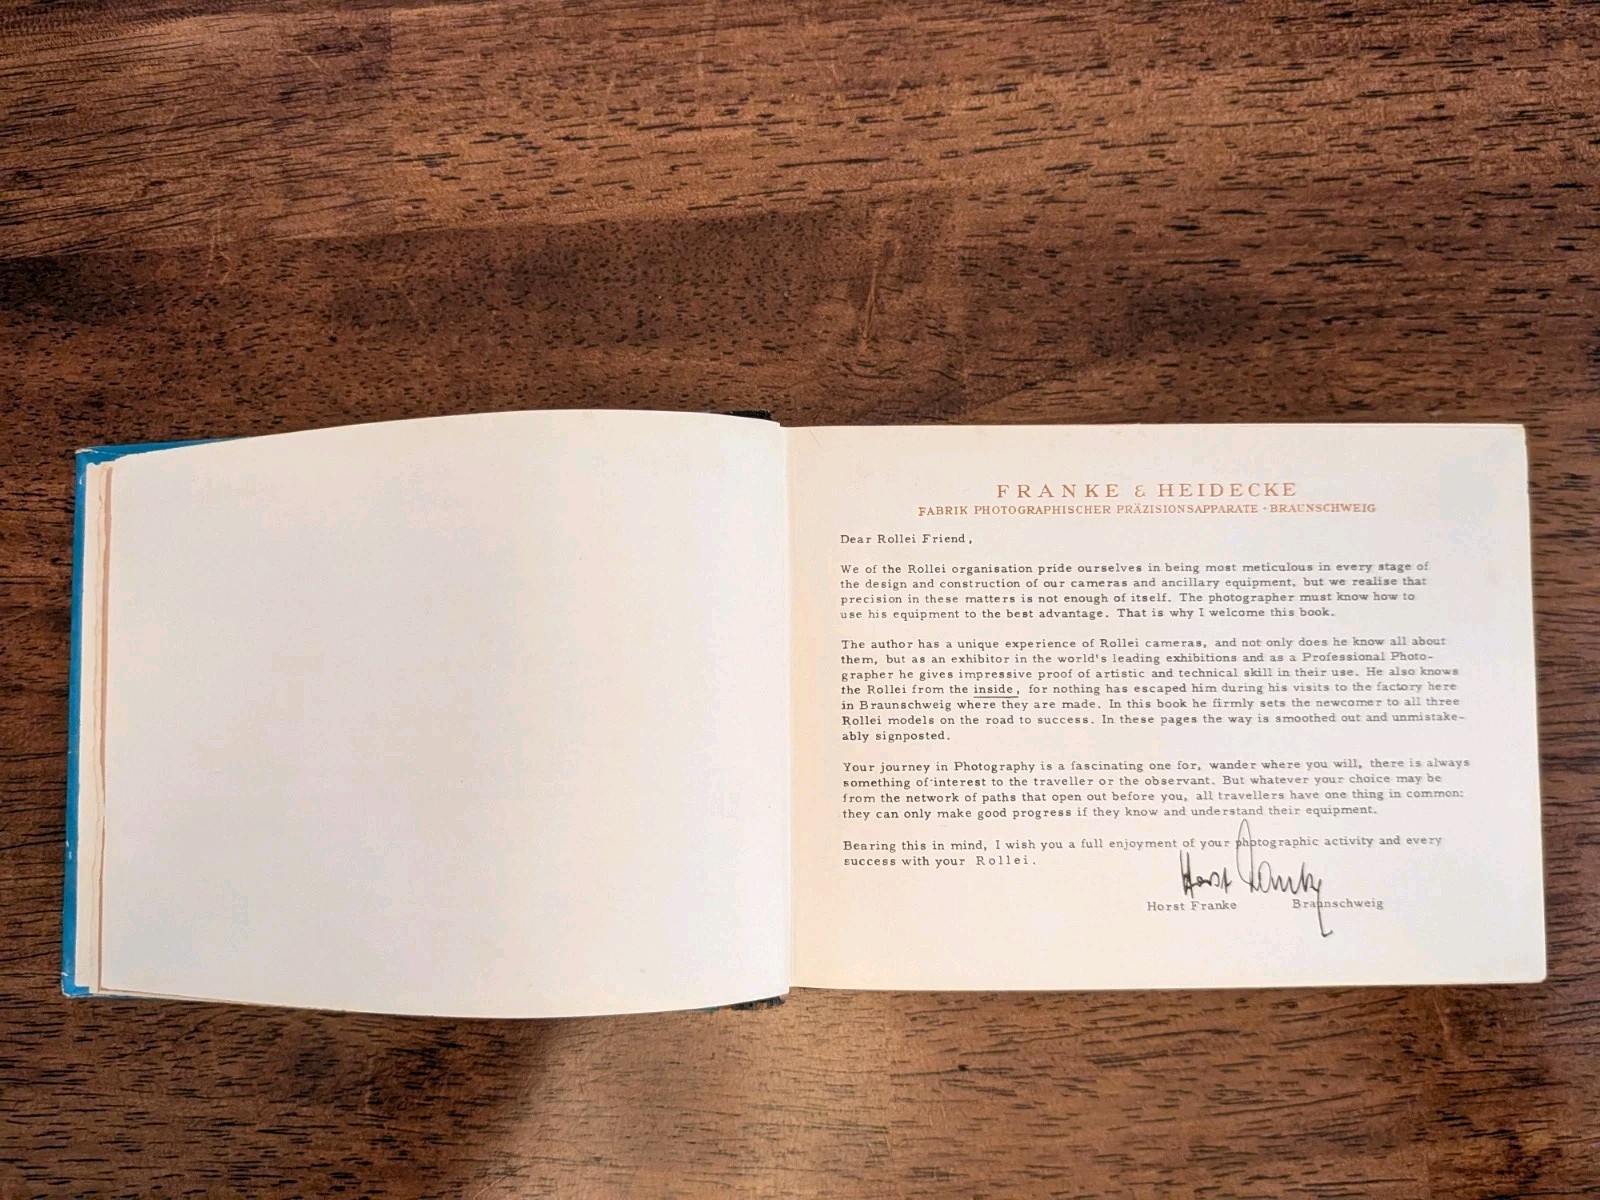 FRANKE & HEIDECKE
FABRIK PHOTOGRAPHISCHER PRÄZISIONSAPPARATE · BRAUNSCHWEIG
Dear Rollei Friend,
We of the Rollei organisation pride ourselves in being most meticulous in every stage of
the design and construction of our cameras and ancillary equipment, but we realise that
precision in these matters is not enough of itself. The photographer must know how to
use his equipment to the best advantage. That is why I welcome this book.
The author has a unique experience of Rollei cameras, and not only does he know all about
them, but as an exhibitor in the world's leading exhibitions and as a Professional Photo-
grapher he gives impressive proof of artistic and technical skill in their use. He also knows
the Rollei from the inside, for nothing has escaped him during his visits to the factory here
in Braunschweig where they are made. In this book he firmly sets the newcomer to all three
Rollei models on the road to success. In these pages the way is smoothed out and unmistake-
ably signposted.
Your journey in Photography is a fascinating one for, wander where you will, there is always
something of interest to the traveller or the observant. But whatever your choice may be
from the network of paths that open out before you, all travellers have one thing in common:
they can only make good progress if they know and understand their equipment.
Bearing this in mind, I wish you a full enjoyment of your photographic activity and every
success with your Rollei.
Horst Franke
Horst Franke Braunschweig